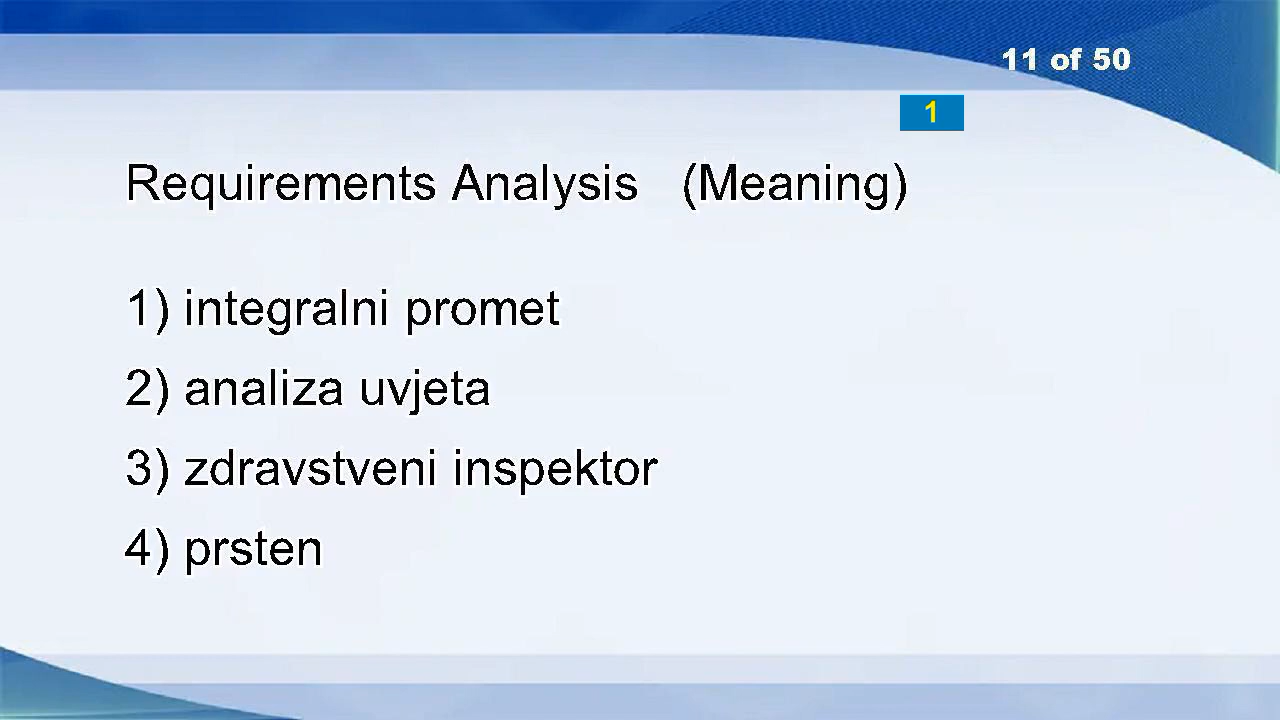 11 of 50
1
Requirements Analysis (Meaning)
1) integralni promet
2) analiza uvjeta
3) zdravstveni inspektor
4) prsten